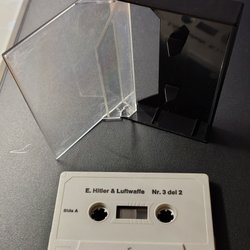 E. Hitler & Luftwaffe Nr. 3 del 2
Side A